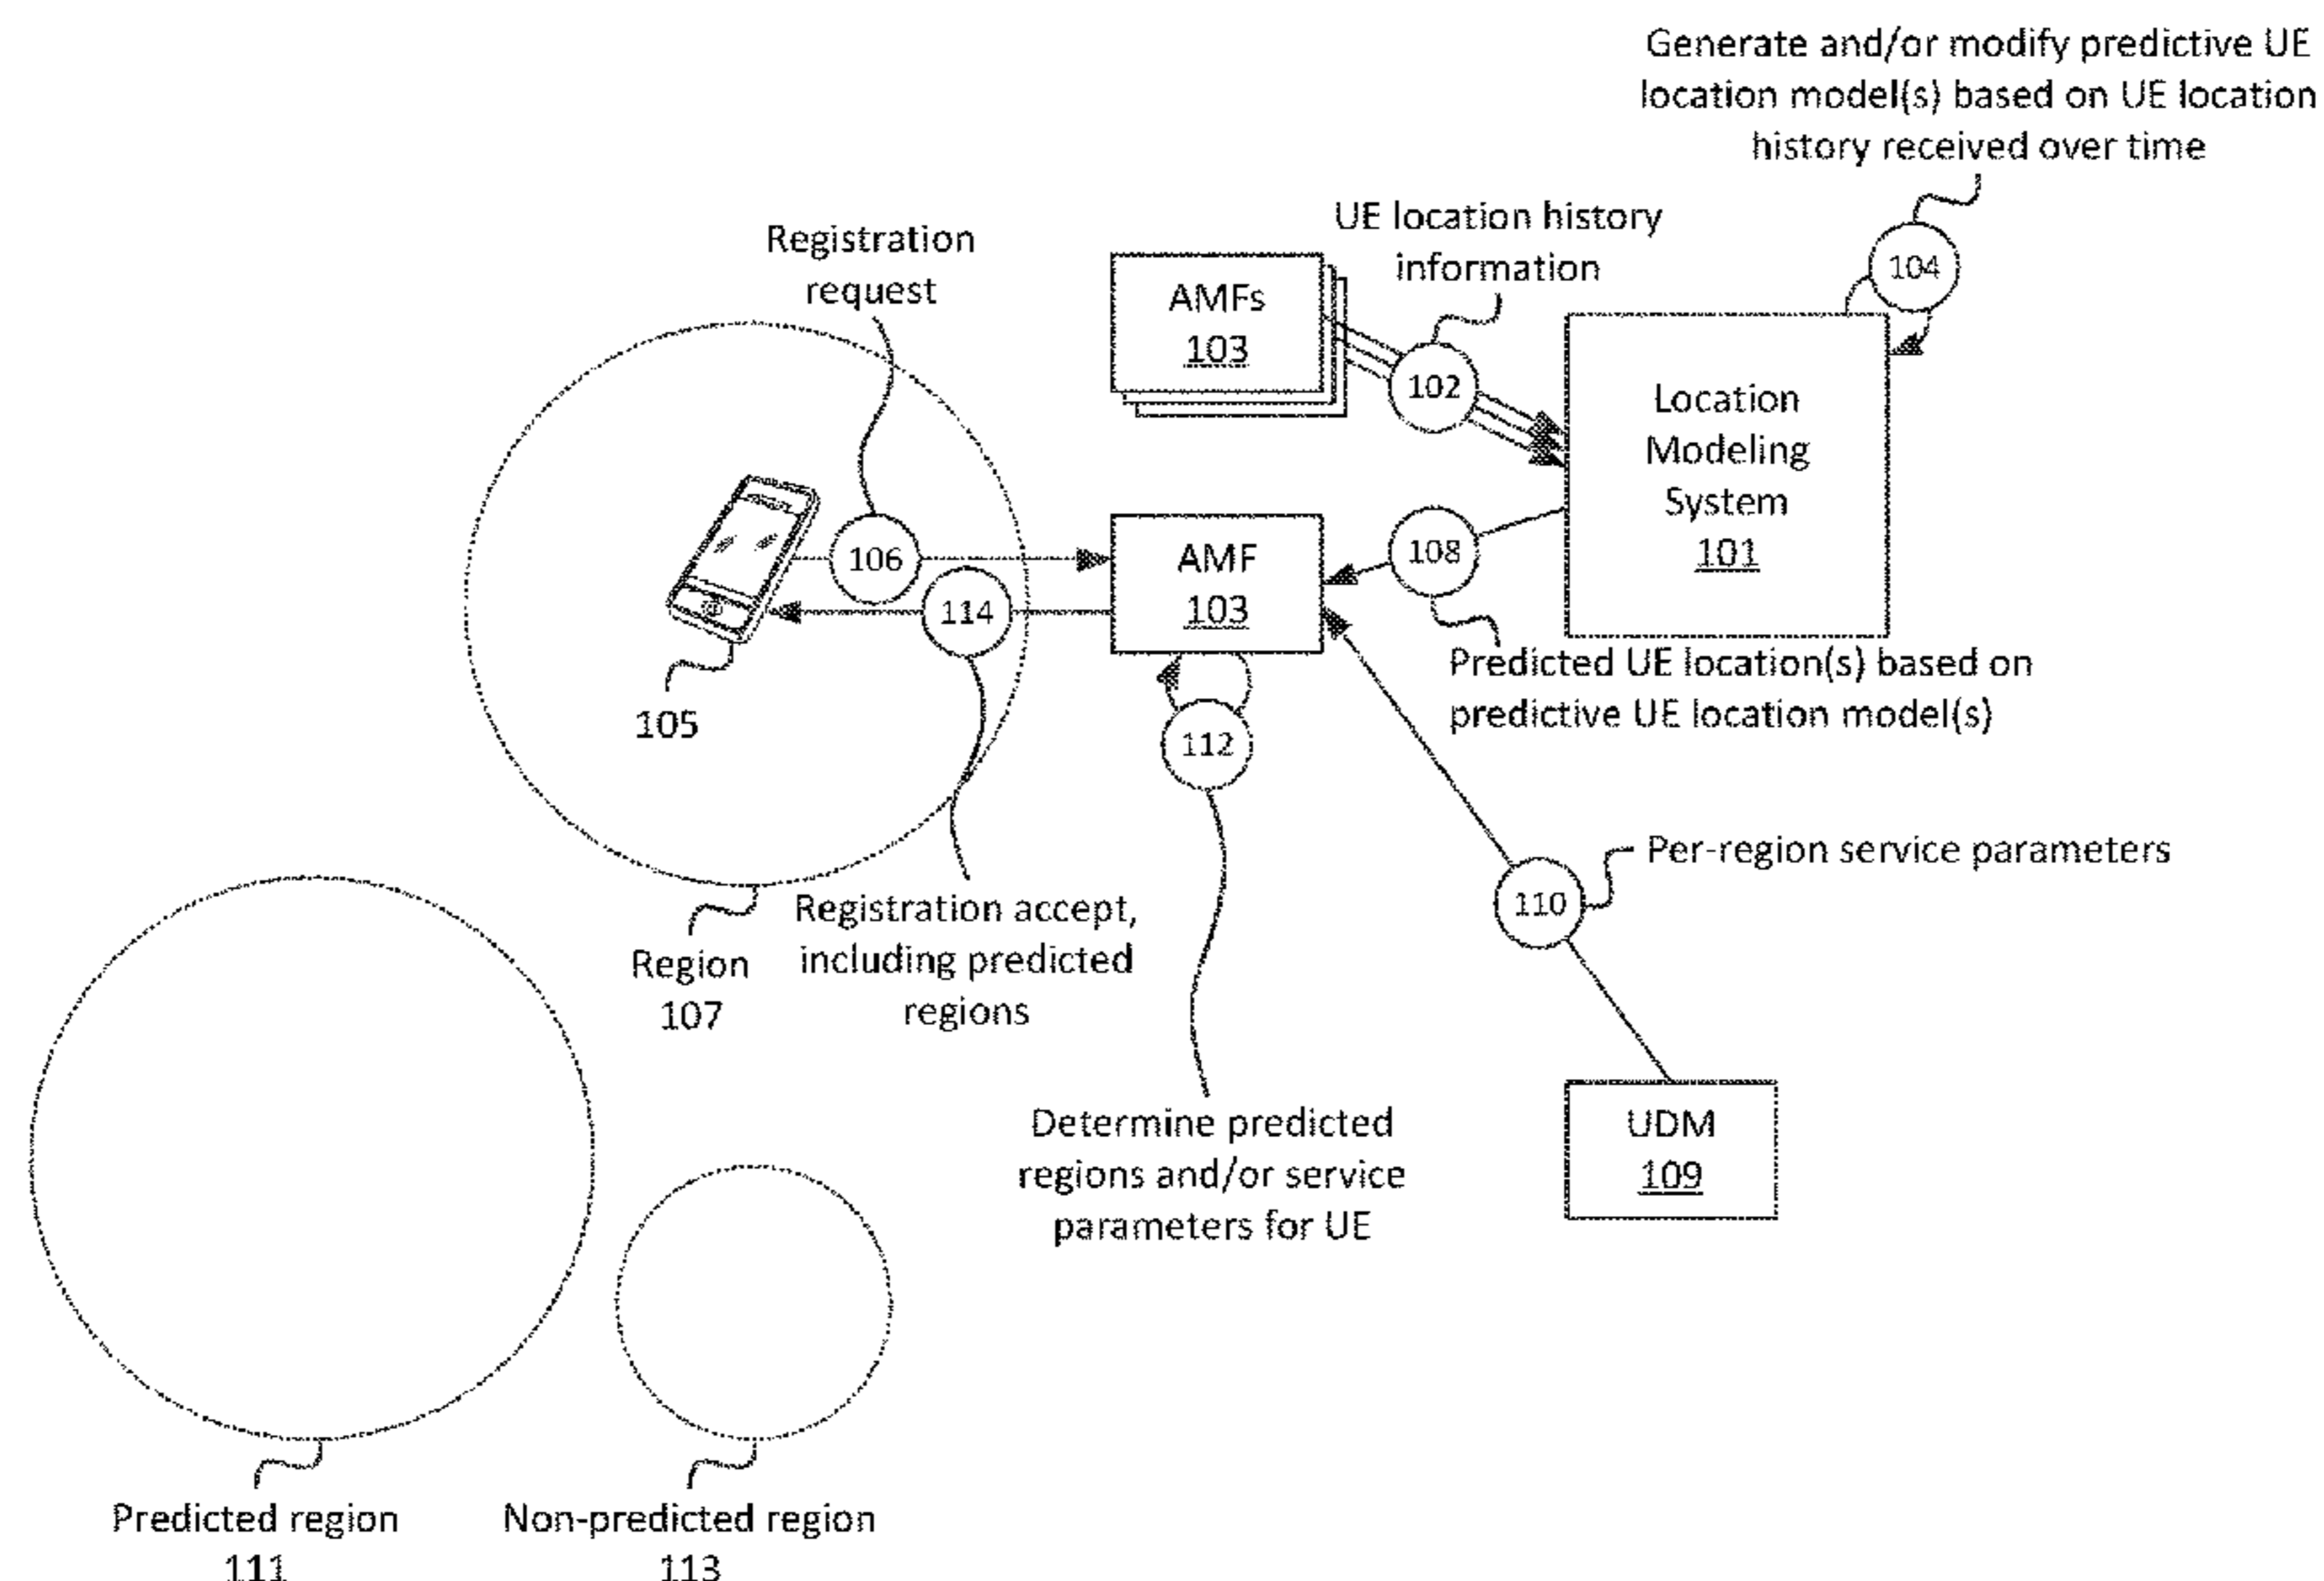 Generate and/or modify predictive UE
location model(s) based on UE location
history received over time
104
UE location history
information
102
Registration
request
AMFs
103
Location
Modeling
System
101
106
114
AMF
103
108
Predicted UE location(s) based on
predictive UE location model(s)
105
112
Per-region service parameters
110
Registration accept,
including predicted
regions
Region
107
Determine predicted
regions and/or service
parameters for UE
UDM
109
Predicted region
111
Non-predicted region
113